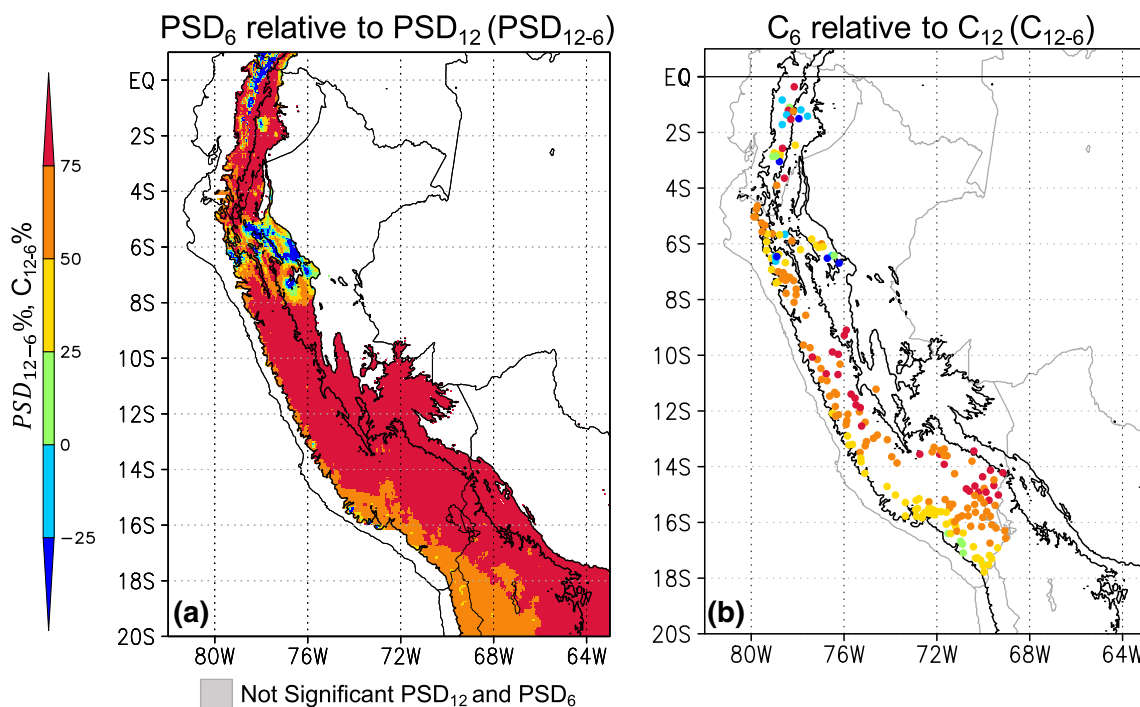 PSD₆ relative to PSD₁₂ (PSD₁₂₋₆)
C₆ relative to C₁₂ (C₁₂₋₆)
PSD₁₂₋₆%, C₁₂₋₆%
75
50
25
0
−25
EQ
2S
4S
6S
8S
10S
12S
14S
16S
18S
20S
(a)
80W 76W 72W 68W 64W
EQ
2S
4S
6S
8S
10S
12S
14S
16S
18S
20S
(b)
80W 76W 72W 68W 64W
Not Significant PSD₁₂ and PSD₆